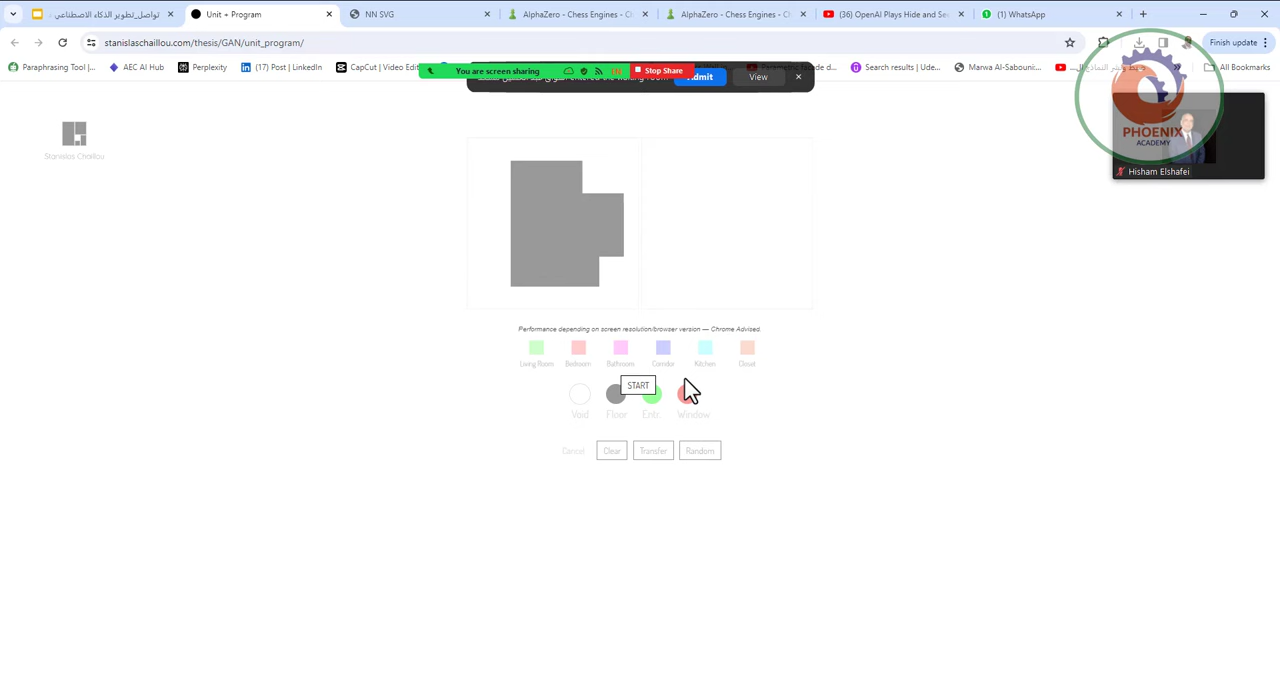 تواصل_تطوير الذكاء الاصطناعي
Unit + Program
NN SVG
AlphaZero - Chess Engines - Ch
AlphaZero - Chess Engines - Ch
(36) OpenAI Plays Hide and See
(1) WhatsApp
stanislaschaillou.com/thesis/GAN/unit_program/
Finish update
Paraphrasing Tool |...
AEC AI Hub
Perplexity
(17) Post | LinkedIn
CapCut | Video Edit
Search results | Ude...
Marwa Al-Sabouni:...
All Bookmarks
You are screen sharing
Stop Share
Admit
View
Stanislas Chaillou
PHOENIX
ACADEMY
Hisham Elshafei
Performance depending on screen resolution/browser version — Chrome Advised.
Living Room
Bedroom
Bathroom
Corridor
Kitchen
Closet
START
Void
Floor
Entr.
Window
Cancel
Clear
Transfer
Random